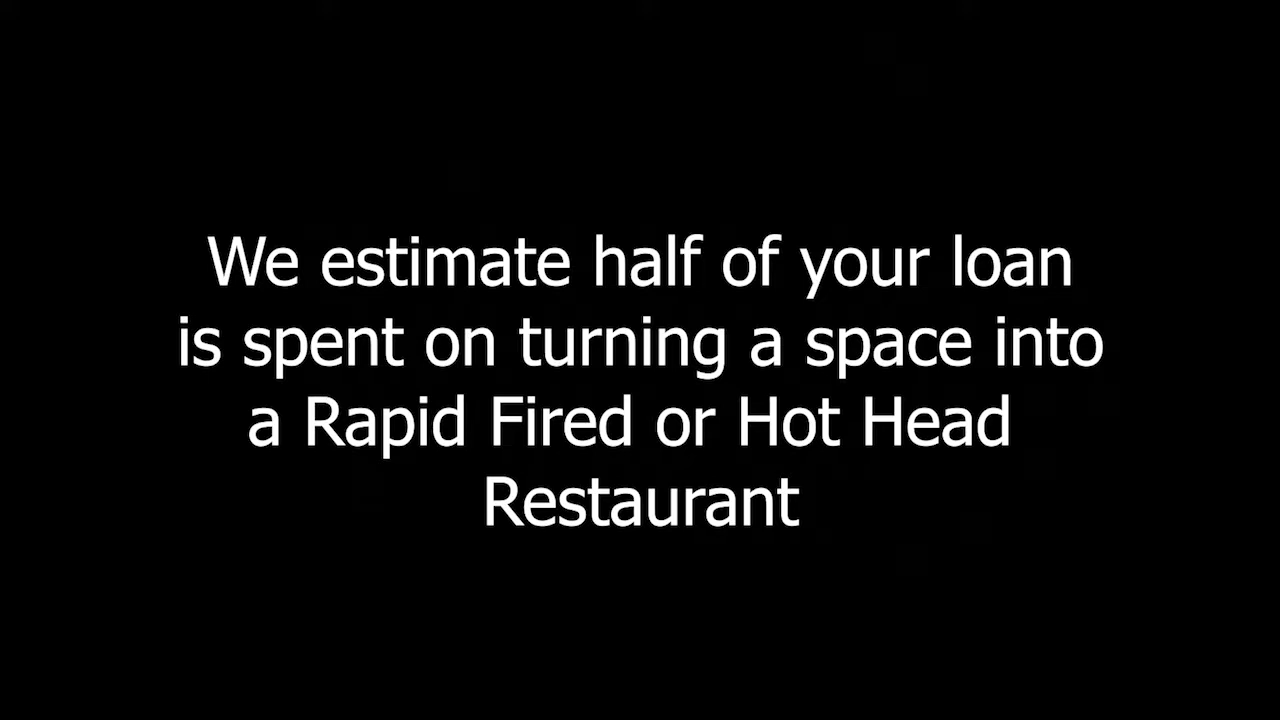 We estimate half of your loan
is spent on turning a space into
a Rapid Fired or Hot Head
Restaurant